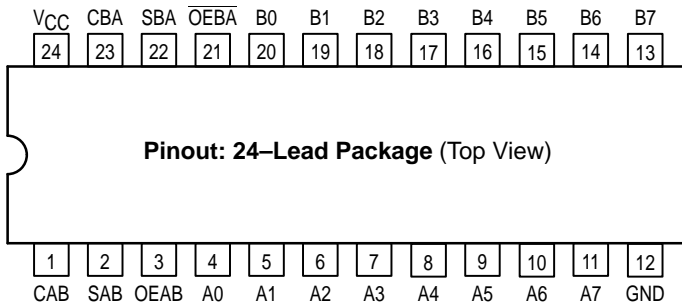 VCC CBA SBA OEBA B0 B1 B2 B3 B4 B5 B6 B7
24 23 22 21 20 19 18 17 16 15 14 13
Pinout: 24–Lead Package (Top View)
1 2 3 4 5 6 7 8 9 10 11 12
CAB SAB OEAB A0 A1 A2 A3 A4 A5 A6 A7 GND